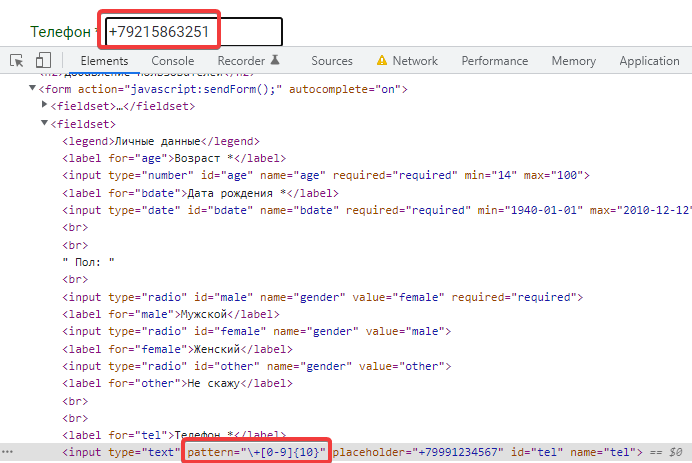 Телефон * +79215863251
Elements Console Recorder Sources Network Performance Memory Application
<h2>Добавление пользователей</h2>
<form action="javascript:sendForm();" autocomplete="on">
<fieldset>…</fieldset>
<fieldset>
<legend>Личные данные</legend>
<label for="age">Возраст *</label>
<input type="number" id="age" name="age" required="required" min="14" max="100">
<label for="bdate">Дата рождения *</label>
<input type="date" id="bdate" name="bdate" required="required" min="1940-01-01" max="2010-12-12"
<br>
<br>
" Пол: "
<br>
<input type="radio" id="male" name="gender" value="female" required="required">
<label for="male">Мужской</label>
<input type="radio" id="female" name="gender" value="male">
<label for="female">Женский</label>
<input type="radio" id="other" name="gender" value="other">
<label for="other">Не скажу</label>
<br>
<br>
<label for="tel">Телефон *</label>
… <input type="text" pattern="\+[0-9]{10}" placeholder="+79991234567" id="tel" name="tel"> == $0